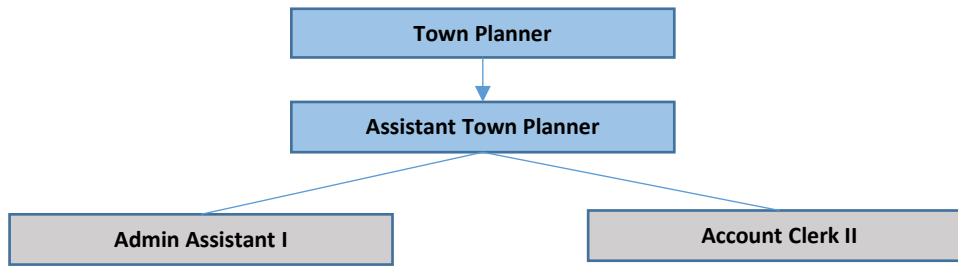 Town Planner
Assistant Town Planner
Admin Assistant I
Account Clerk II